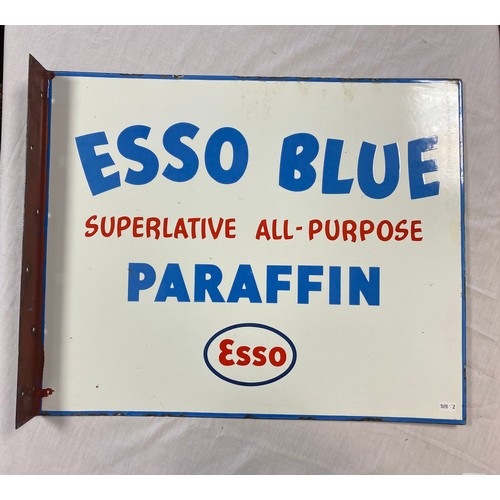 ESSO BLUE
SUPERLATIVE ALL-PURPOSE
PARAFFIN
Esso